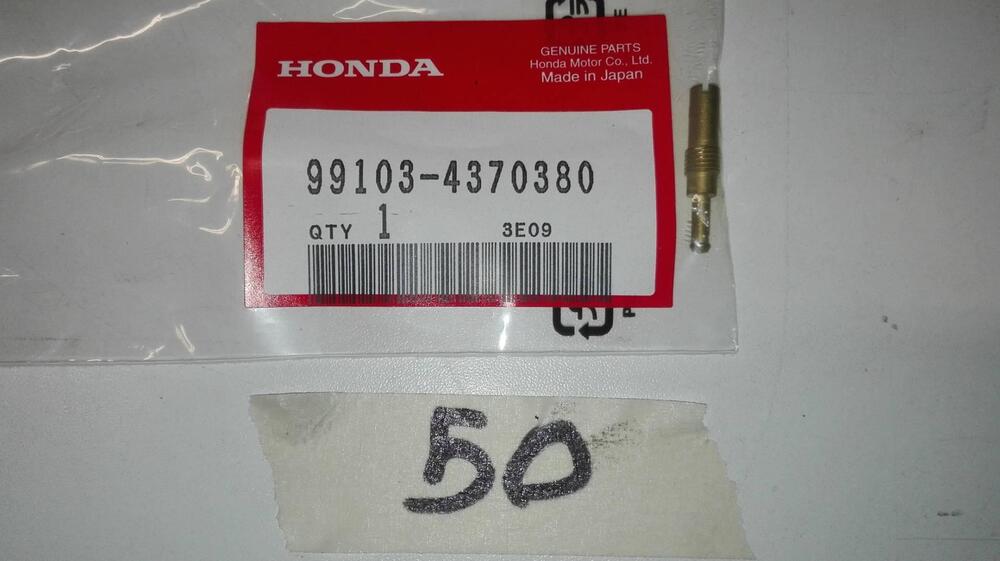 HONDA
GENUINE PARTS
Honda Motor Co., Ltd.
Made in Japan
99103-4370380
QTY 1 3E09
50